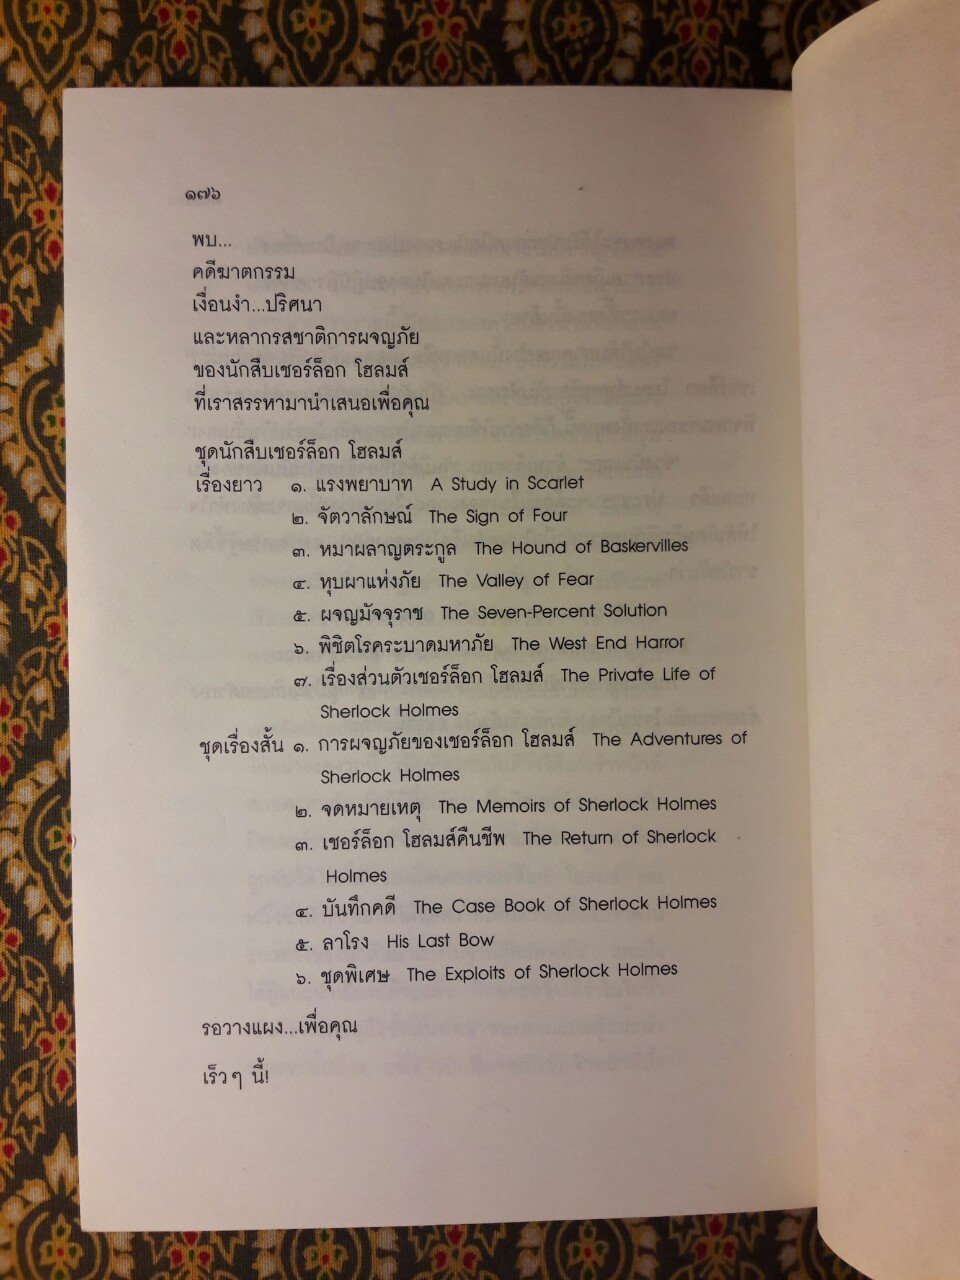 ๑๗๖
พบ...
คดีฆาตกรรม
เงื่อนงำ...ปริศนา
และหลากรสชาติการผจญภัย
ของนักสืบเชอร์ล็อก โฮลมส์
ที่เราสรรหามานำเสนอเพื่อคุณ
ชุดนักสืบเชอร์ล็อก โฮลมส์
เรื่องยาว ๑. แรงพยาบาท A Study in Scarlet
๒. จัตวาลักษณ์ The Sign of Four
๓. หมาผลาญตระกูล The Hound of Baskervilles
๔. หุบผาแห่งภัย The Valley of Fear
๕. ผจญมัจจุราช The Seven-Percent Solution
๖. พิชิตโรคระบาดมหาภัย The West End Harror
๗. เรื่องส่วนตัวเชอร์ล็อก โฮลมส์ The Private Life of
Sherlock Holmes
ชุดเรื่องสั้น ๑. การผจญภัยของเชอร์ล็อก โฮลมส์ The Adventures of
Sherlock Holmes
๒. จดหมายเหตุ The Memoirs of Sherlock Holmes
๓. เชอร์ล็อก โฮลมส์คืนชีพ The Return of Sherlock
Holmes
๔. บันทึกคดี The Case Book of Sherlock Holmes
๕. ลาโรง His Last Bow
๖. ชุดพิเศษ The Exploits of Sherlock Holmes
รอวางแผง...เพื่อคุณ
เร็วๆ นี้!